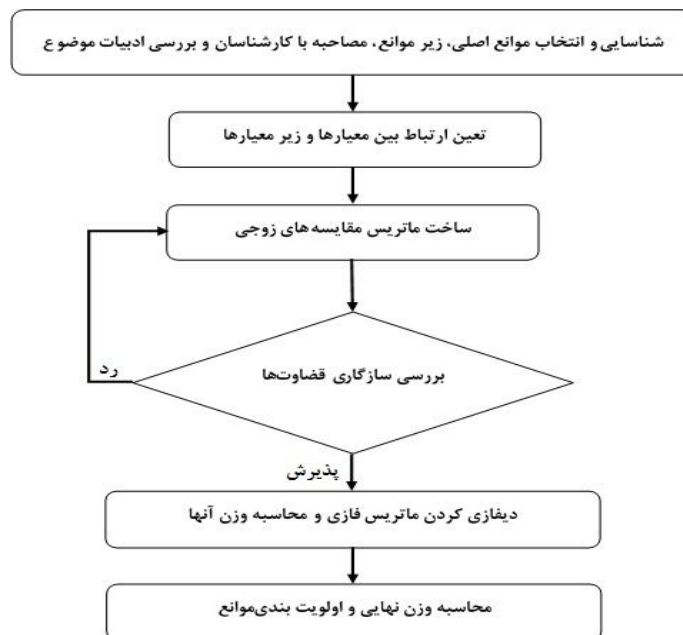 شناسایی و انتخاب موانع اصلی، زیر موانع، مصاحبه با کارشناسان و بررسی ادبیات موضوع
تعین ارتباط بین معیارها و زیر معیارها
ساخت ماتریس مقایسه های زوجی
بررسی سازگاری قضاوت‌ها
رد
پذیرش
دیفازی کردن ماتریس فازی و محاسبه وزن آنها
محاسبه وزن نهایی و اولویت بندی موانع